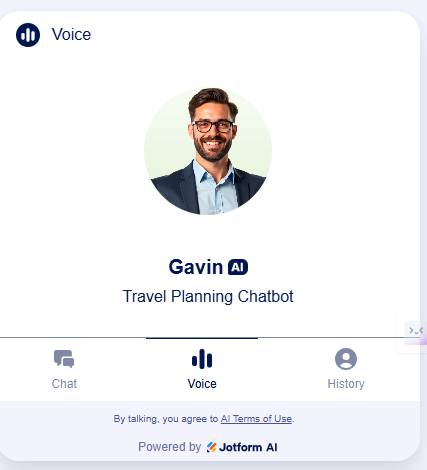 Voice
Gavin AI
Travel Planning Chatbot
Chat
Voice
History
By talking, you agree to AI Terms of Use.
Powered by Jotform AI